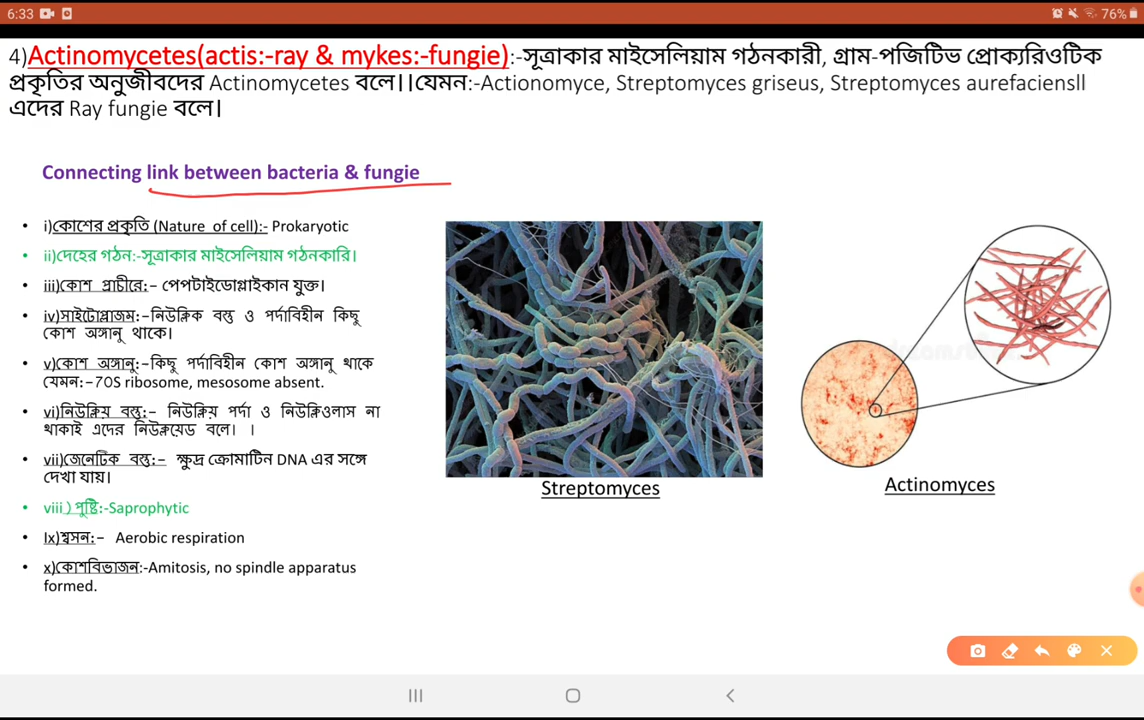 6:33
76%
4)Actinomycetes(actis:-ray & mykes:-fungie):-সূত্রাকার মাইসেলিয়াম গঠনকারী, গ্রাম-পজিটিভ প্রোক্যরিওটিক
প্রকৃতির অনুজীবদের Actinomycetes বলে।।যেমন:-Actionomyce, Streptomyces griseus, Streptomyces aurefaciensll
এদের Ray fungie বলে।
Connecting link between bacteria & fungie
• i)কোশের প্রকৃতি (Nature of cell):- Prokaryotic
• ii)দেহের গঠন:-সূত্রাকার মাইসেলিয়াম গঠনকারি।
• iii)কোশ প্রাচীরে:– পেপটাইডোগ্লাইকান যুক্ত।
• iv)সাইটোপ্লাজম:–নিউক্লিক বস্তু ও পর্দাবিহীন কিছু
কোশ অঙ্গানু থাকে।
• v)কোশ অঙ্গানু:–কিছু পর্দাবিহীন কোশ অঙ্গানু থাকে
যেমন:–70S ribosome, mesosome absent.
• vi)নিউক্লিয় বস্তু:– নিউক্লিয় পর্দা ও নিউক্লিওলাস না
থাকাই এদের নিউক্লয়েড বলে। ।
• vii)জেনেটিক বস্তু:– ক্ষুদ্র ক্রোমাটিন DNA এর সঙ্গে
দেখা যায়।
• viii)পুষ্টি:-Saprophytic
• Ix)শ্বসন:– Aerobic respiration
• x)কোশবিভাজন:-Amitosis, no spindle apparatus
formed.
Streptomyces
Actinomyces